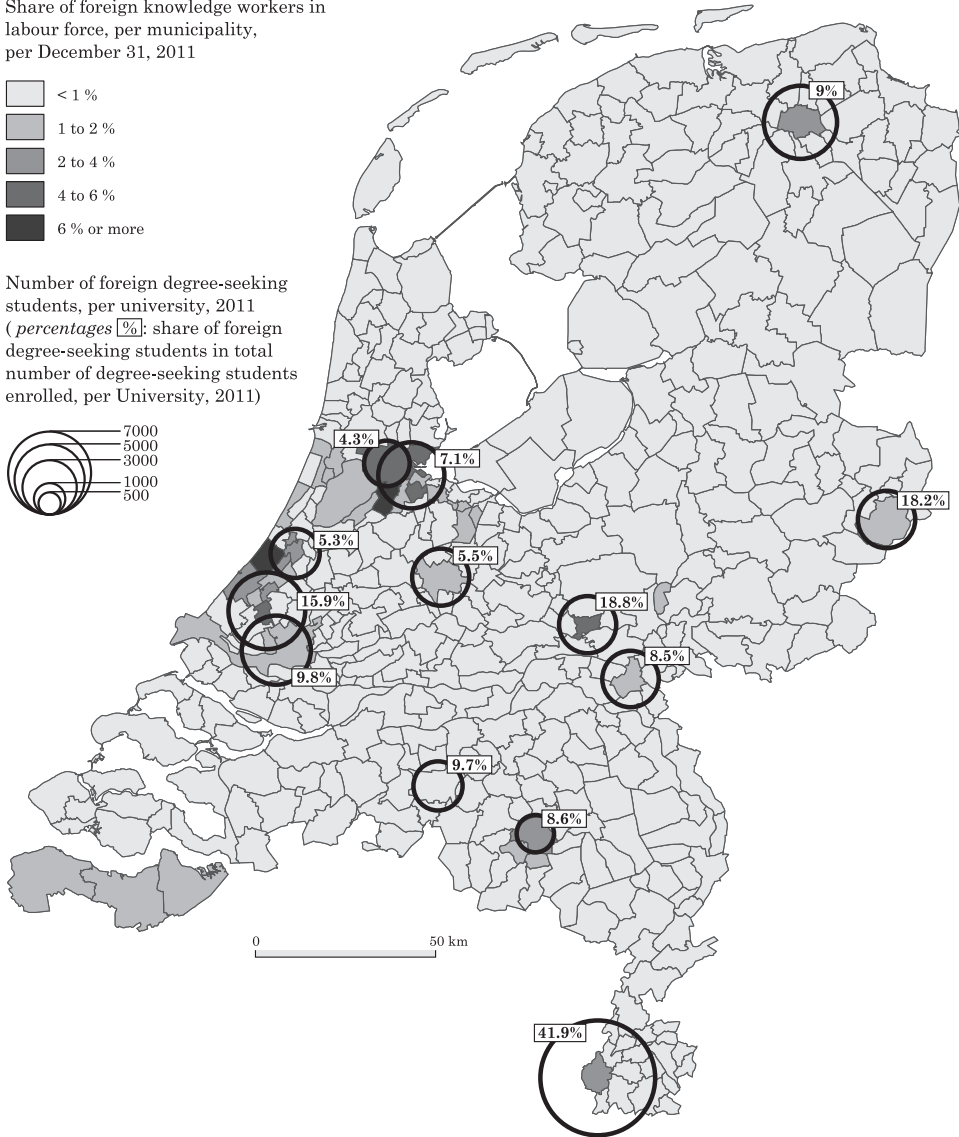 Share of foreign knowledge workers in
labour force, per municipality,
per December 31, 2011
< 1 %
1 to 2 %
2 to 4 %
4 to 6 %
6 % or more
Number of foreign degree-seeking
students, per university, 2011
( percentages % : share of foreign
degree-seeking students in total
number of degree-seeking students
enrolled, per University, 2011)
7000
5000
3000
1000
500
9%
4.3%
7.1%
18.2%
5.3%
5.5%
15.9%
18.8%
9.8%
8.5%
9.7%
8.6%
0 50 km
41.9%